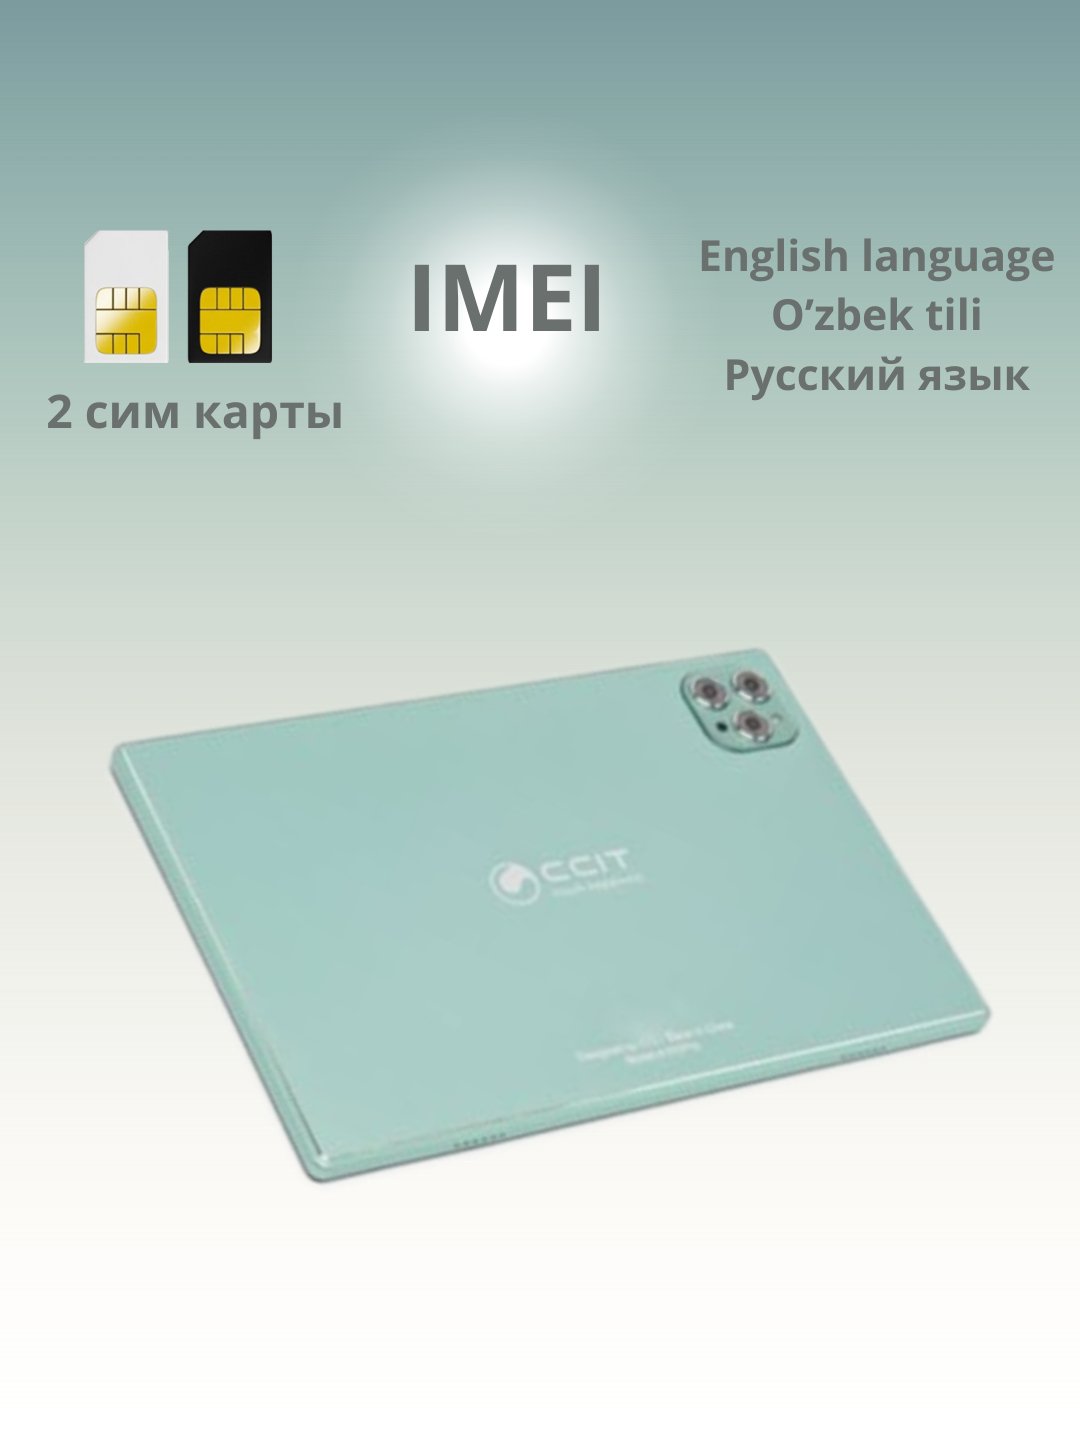 2 сим карты
IMEI
English language
O’zbek tili
Русский язык
CCIT